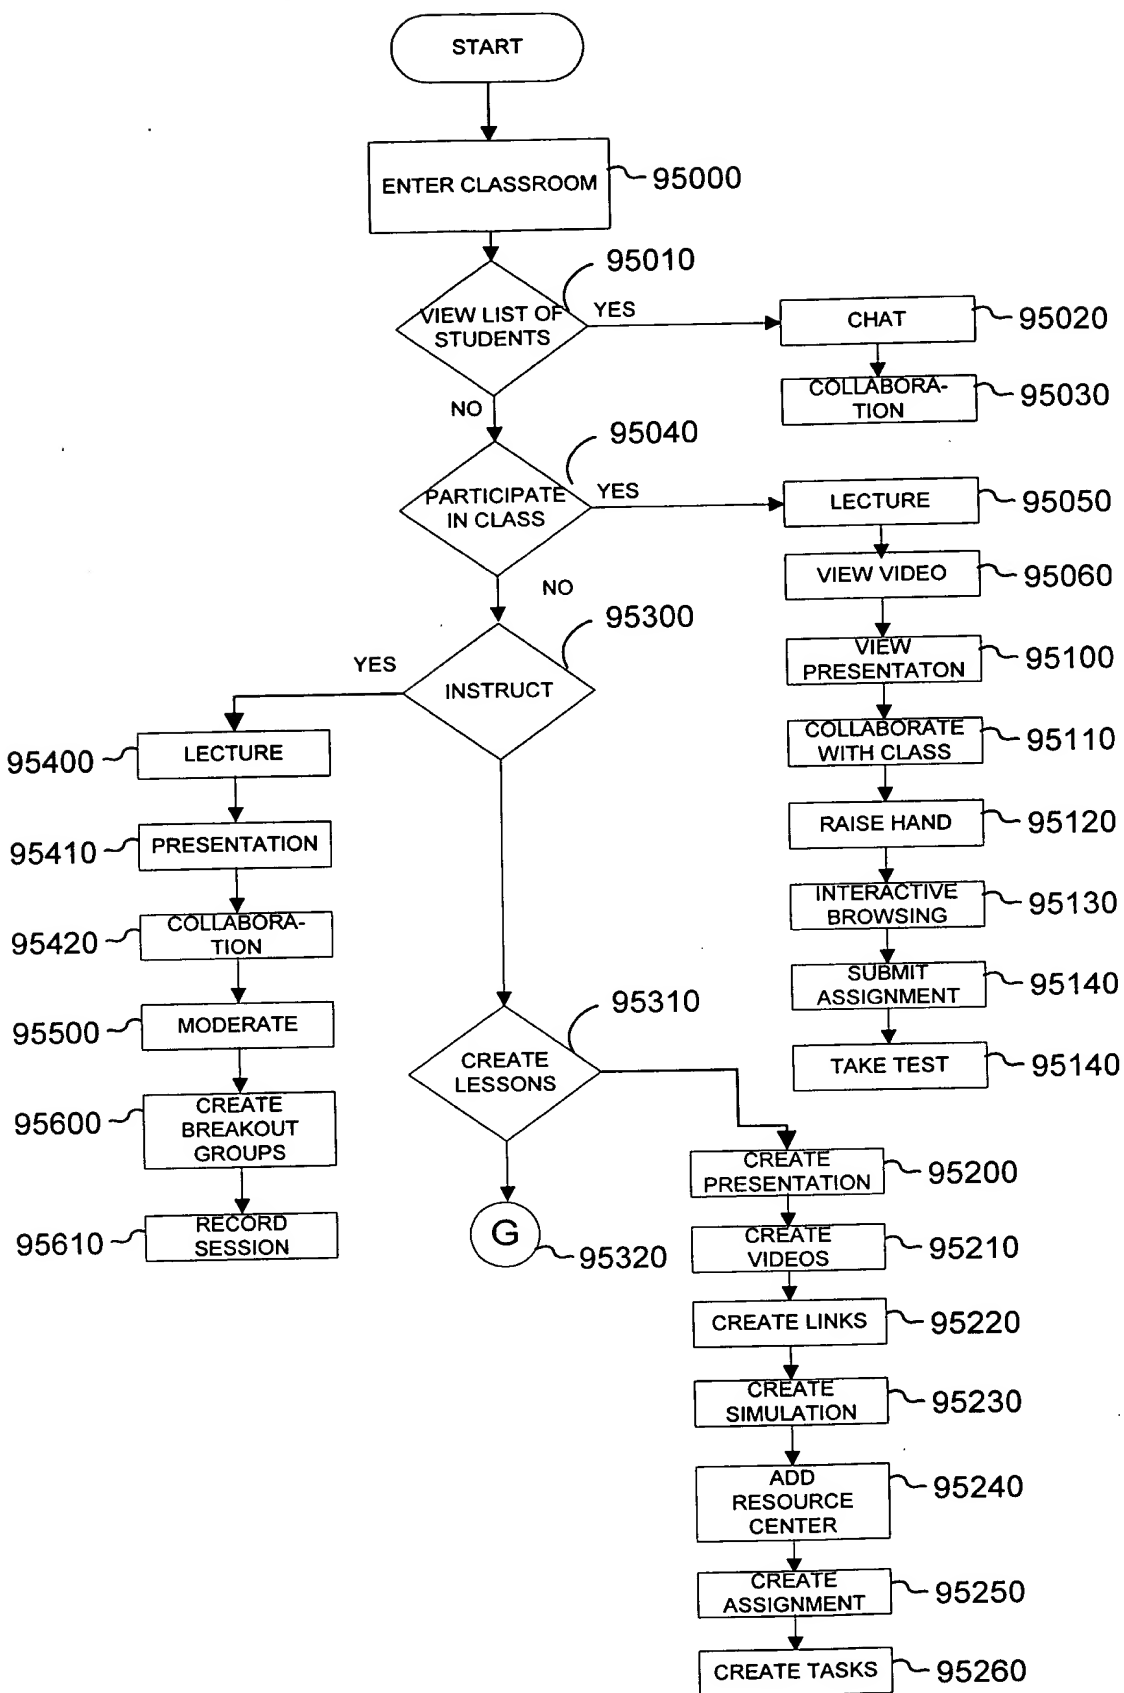 START
ENTER CLASSROOM
95000
95010
VIEW LIST OF
STUDENTS
YES
CHAT
95020
COLLABORA-
TION
95030
NO
95040
PARTICIPATE
IN CLASS
YES
LECTURE
95050
VIEW VIDEO
95060
NO
95300
VIEW
PRESENTATON
95100
YES
INSTRUCT
COLLABORATE
WITH CLASS
95110
95400
LECTURE
RAISE HAND
95120
95410
PRESENTATION
INTERACTIVE
BROWSING
95130
95420
COLLABORA-
TION
SUBMIT
ASSIGNMENT
95140
95310
95500
MODERATE
CREATE
LESSONS
TAKE TEST
95140
95600
CREATE
BREAKOUT
GROUPS
CREATE
PRESENTATION
95200
95610
RECORD
SESSION
G
95320
CREATE
VIDEOS
95210
CREATE LINKS
95220
CREATE
SIMULATION
95230
ADD
RESOURCE
CENTER
95240
CREATE
ASSIGNMENT
95250
CREATE TASKS
95260